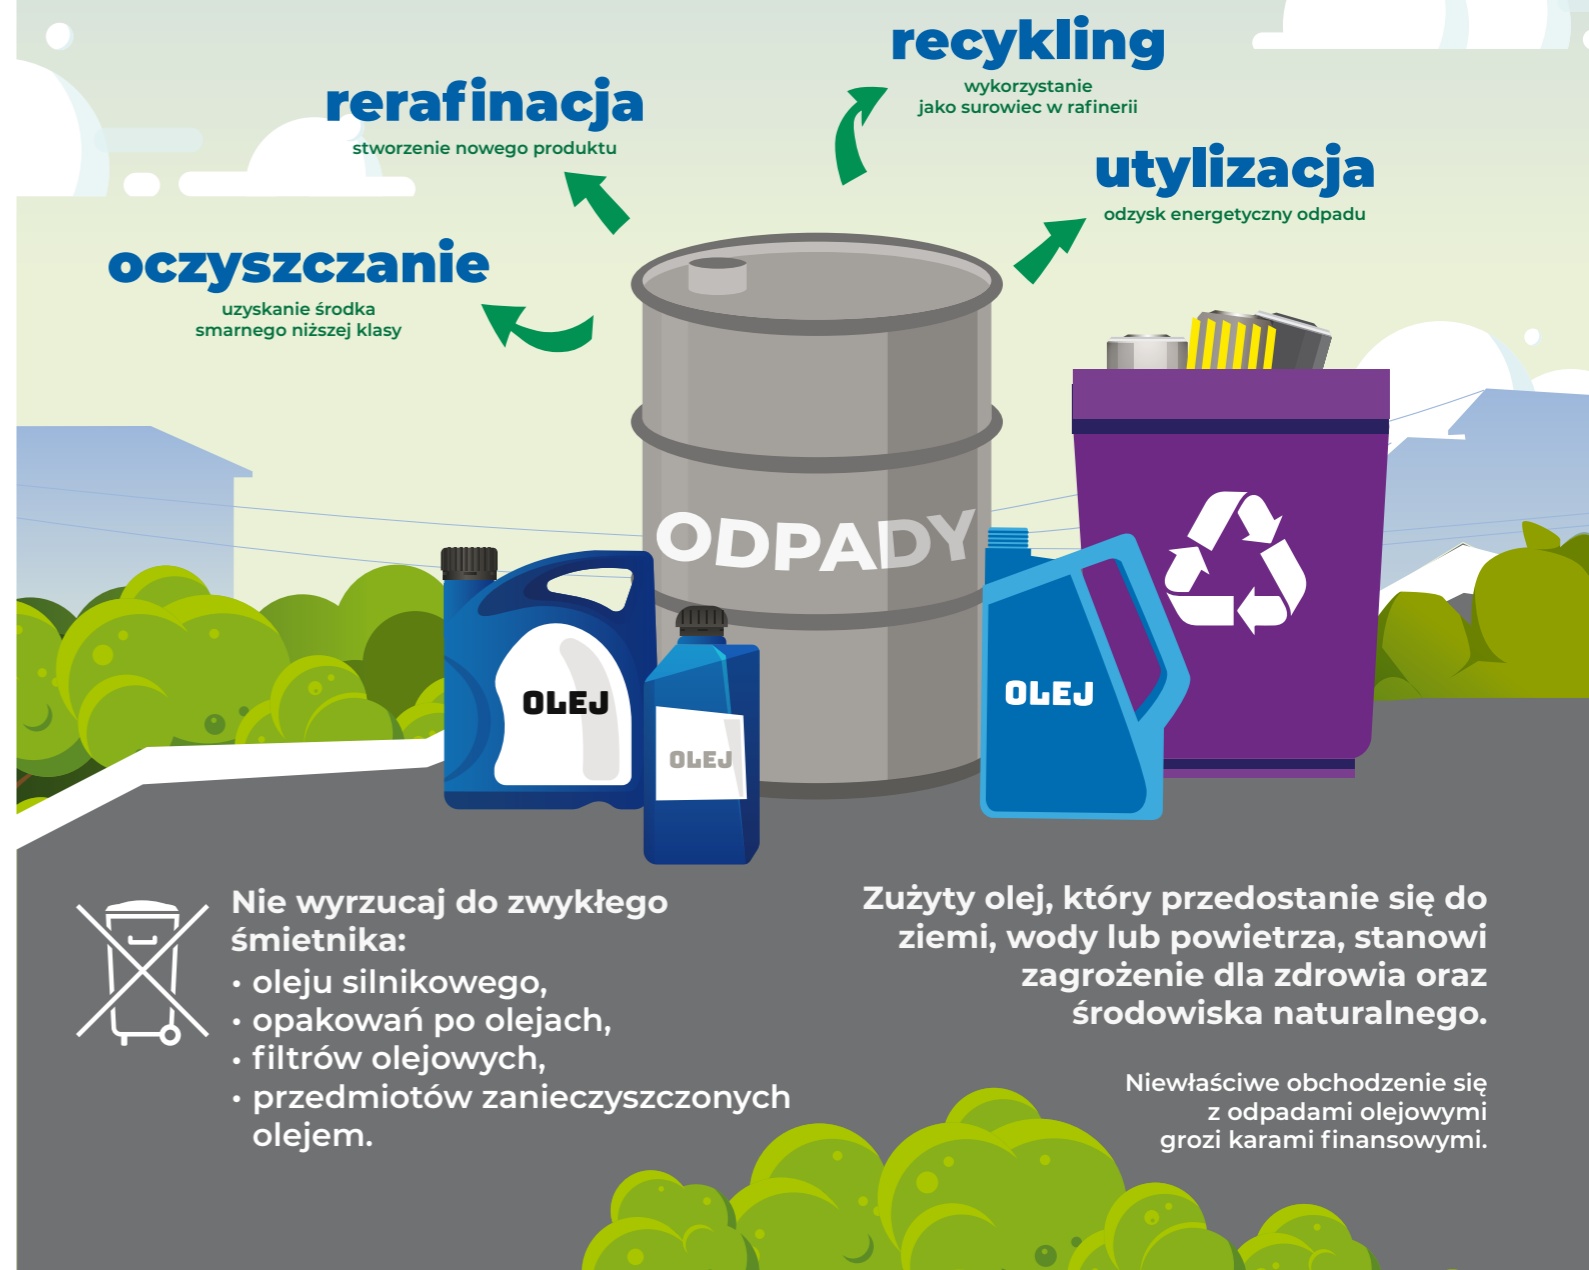 recykling
wykorzystanie
jako surowiec w rafinerii
rerafinacja
stworzenie nowego produktu
utylizacja
odzysk energetyczny odpadu
oczyszczanie
uzyskanie środka
smarnego niższej klasy
ODPADY
OLEJ
OLEJ
OLEJ
Nie wyrzucaj do zwykłego
śmietnika:
• oleju silnikowego,
• opakowań po olejach,
• filtrów olejowych,
• przedmiotów zanieczyszczonych
olejem.
Zużyty olej, który przedostanie się do
ziemi, wody lub powietrza, stanowi
zagrożenie dla zdrowia oraz
środowiska naturalnego.
Niewłaściwe obchodzenie się
z odpadami olejowymi
grozi karami finansowymi.